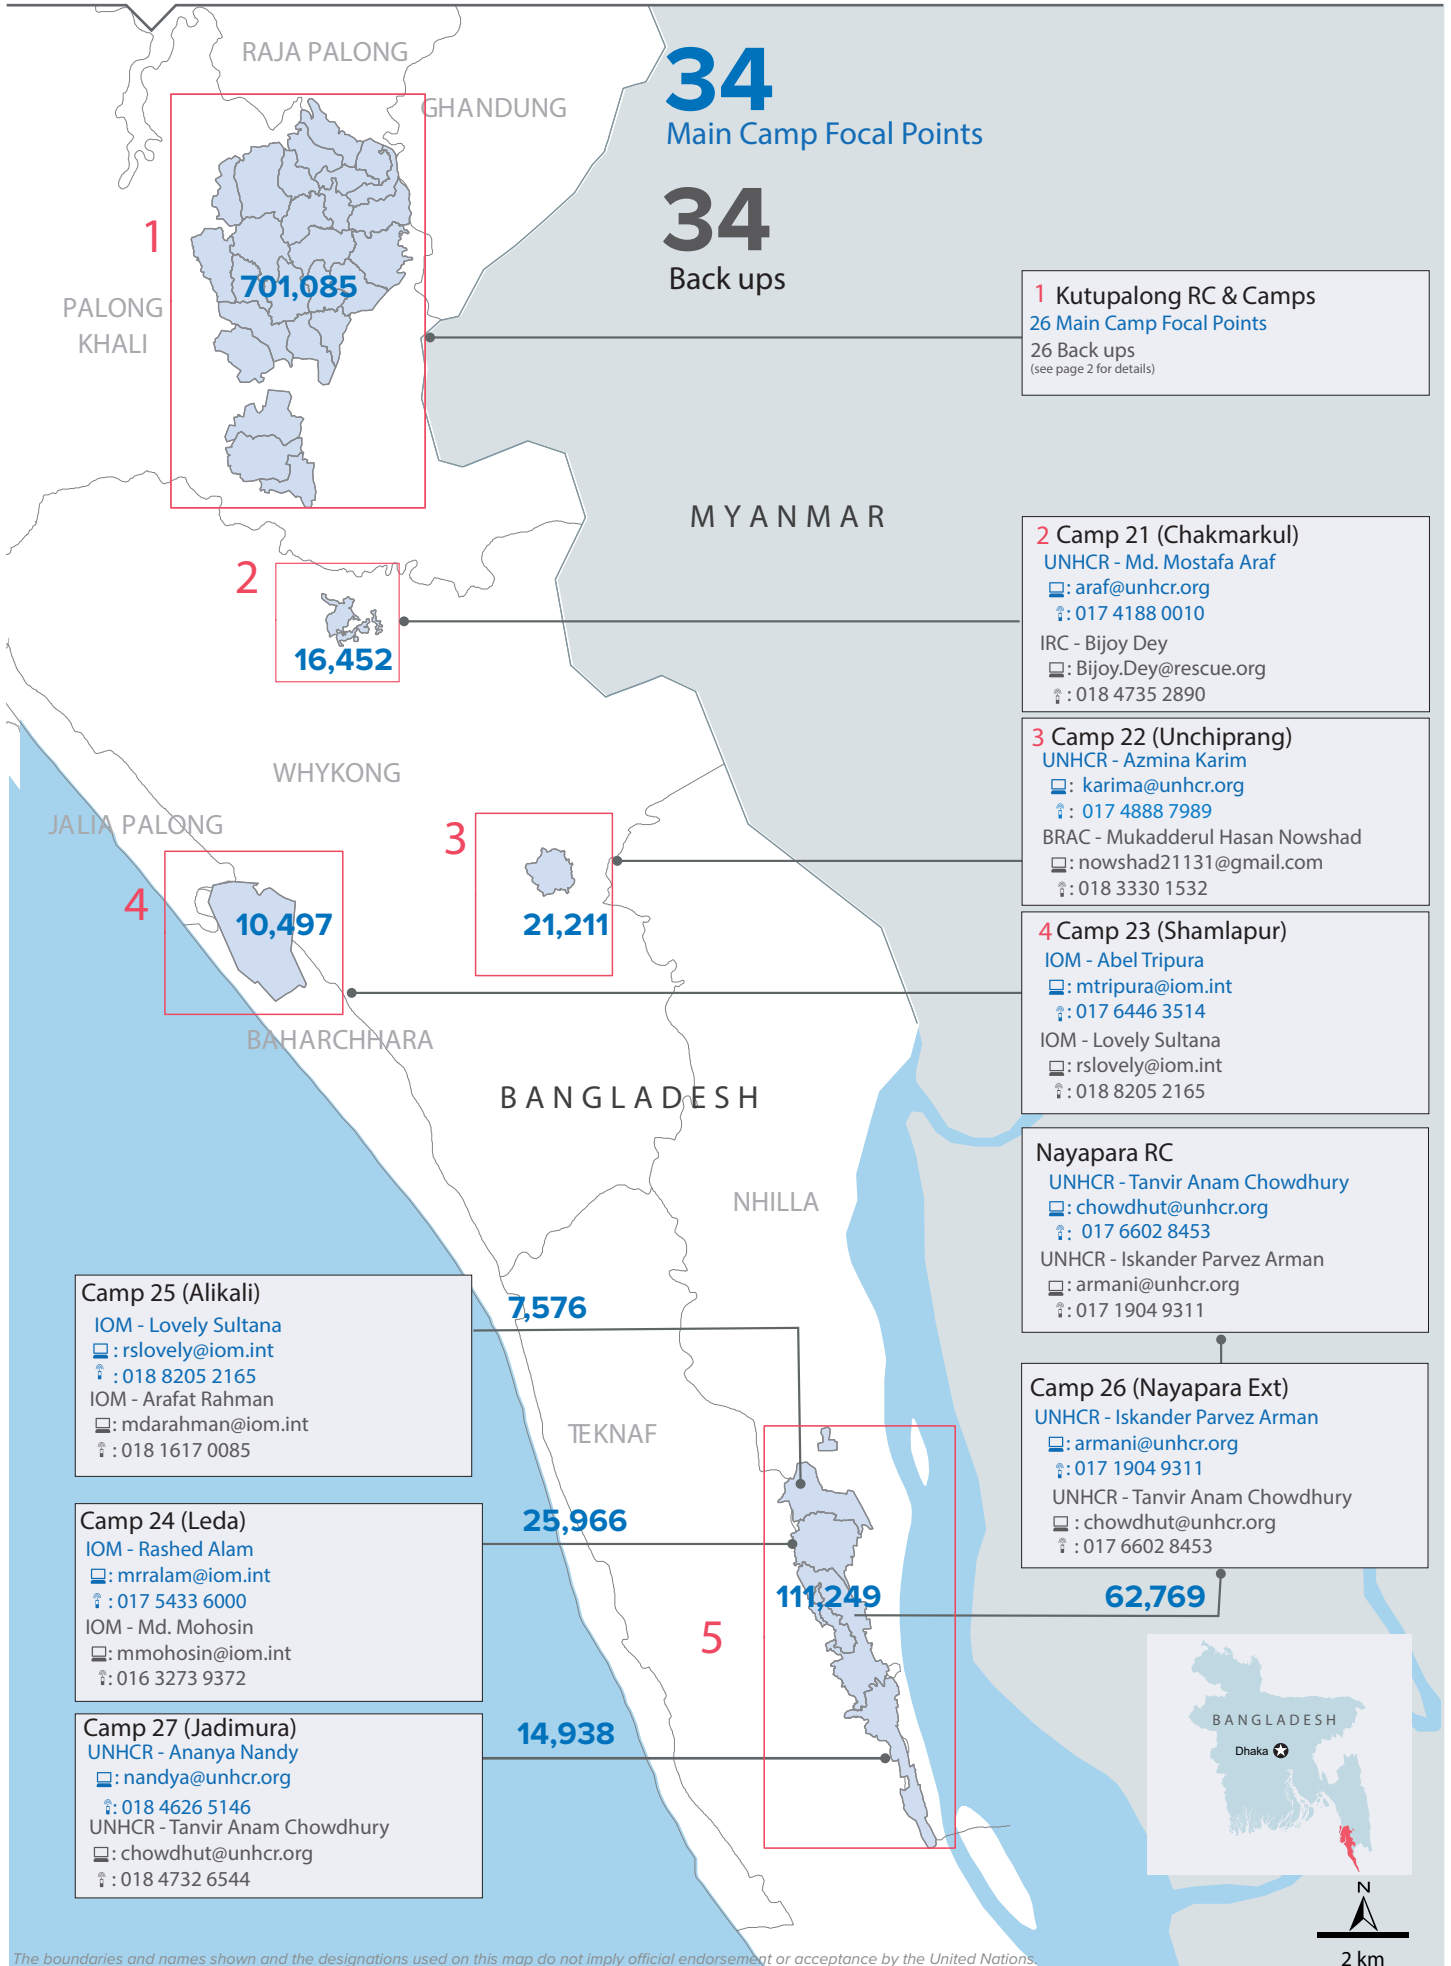 RAJA PALONG
GHANDUNG
34
Main Camp Focal Points
34
Back ups
1
701,085
PALONG
KHALI
1 Kutupalong RC & Camps
26 Main Camp Focal Points
26 Back ups
(see page 2 for details)
MYANMAR
2
16,452
2 Camp 21 (Chakmarkul)
UNHCR - Md. Mostafa Araf
: araf@unhcr.org
: 017 4188 0010
IRC - Bijoy Dey
: Bijoy.Dey@rescue.org
: 018 4735 2890
WHYKONG
JALIA PALONG
3
21,211
3 Camp 22 (Unchiprang)
UNHCR - Azmina Karim
: karima@unhcr.org
: 017 4888 7989
BRAC - Mukadderul Hasan Nowshad
: nowshad21131@gmail.com
: 018 3330 1532
4
10,497
BAHARCHHARA
4 Camp 23 (Shamlapur)
IOM - Abel Tripura
: mtripura@iom.int
: 017 6446 3514
IOM - Lovely Sultana
: rslovely@iom.int
: 018 8205 2165
BANGLADESH
NHILLA
Nayapara RC
UNHCR - Tanvir Anam Chowdhury
: chowdhut@unhcr.org
: 017 6602 8453
UNHCR - Iskander Parvez Arman
: armani@unhcr.org
: 017 1904 9311
Camp 25 (Alikali)
IOM - Lovely Sultana
: rslovely@iom.int
: 018 8205 2165
IOM - Arafat Rahman
: mdarahman@iom.int
: 018 1617 0085
7,576
TEKNAF
Camp 26 (Nayapara Ext)
UNHCR - Iskander Parvez Arman
: armani@unhcr.org
: 017 1904 9311
UNHCR - Tanvir Anam Chowdhury
: chowdhut@unhcr.org
: 017 6602 8453
Camp 24 (Leda)
IOM - Rashed Alam
: mrralam@iom.int
: 017 5433 6000
IOM - Md. Mohosin
: mmohosin@iom.int
: 016 3273 9372
25,966
111,249
62,769
5
Camp 27 (Jadimura)
UNHCR - Ananya Nandy
: nandya@unhcr.org
: 018 4626 5146
UNHCR - Tanvir Anam Chowdhury
: chowdhut@unhcr.org
: 018 4732 6544
14,938
BANGLADESH
Dhaka
N
2 km
The boundaries and names shown and the designations used on this map do not imply official endorsement or acceptance by the United Nations.